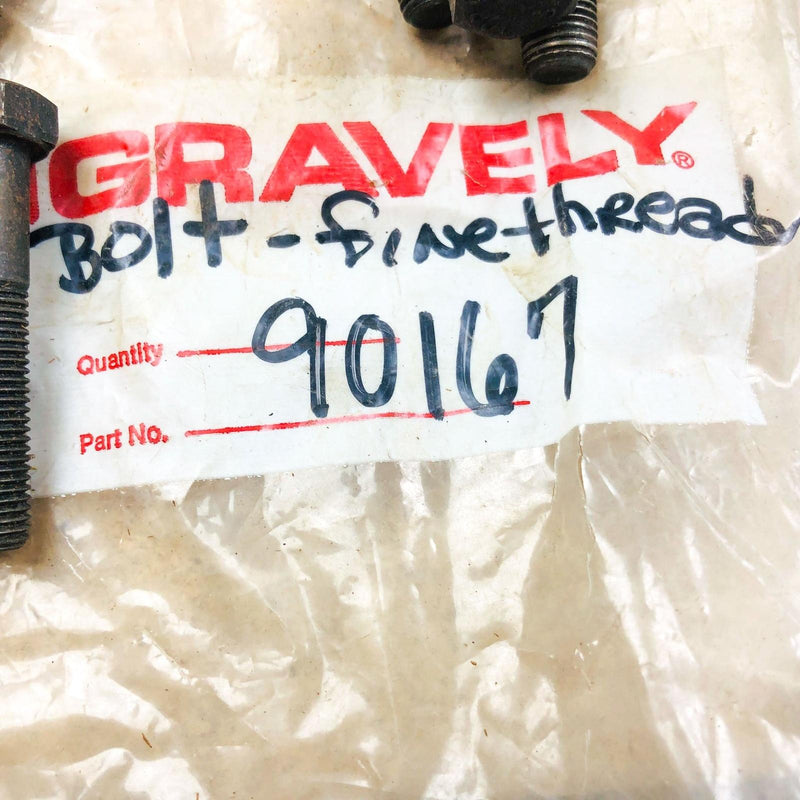 GRAVELY®
Bolt - fine thread
90167
Quantity
Part No.